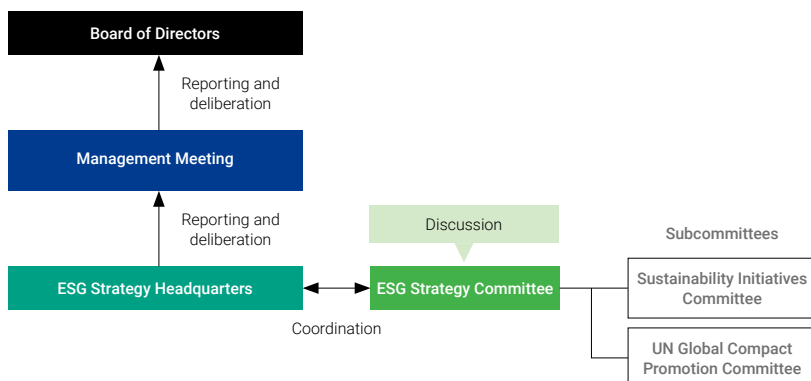 Board of Directors
Reporting and
deliberation
Management Meeting
Reporting and
deliberation
Discussion
Subcommittees
ESG Strategy Headquarters
ESG Strategy Committee
Sustainability Initiatives
Committee
Coordination
UN Global Compact
Promotion Committee